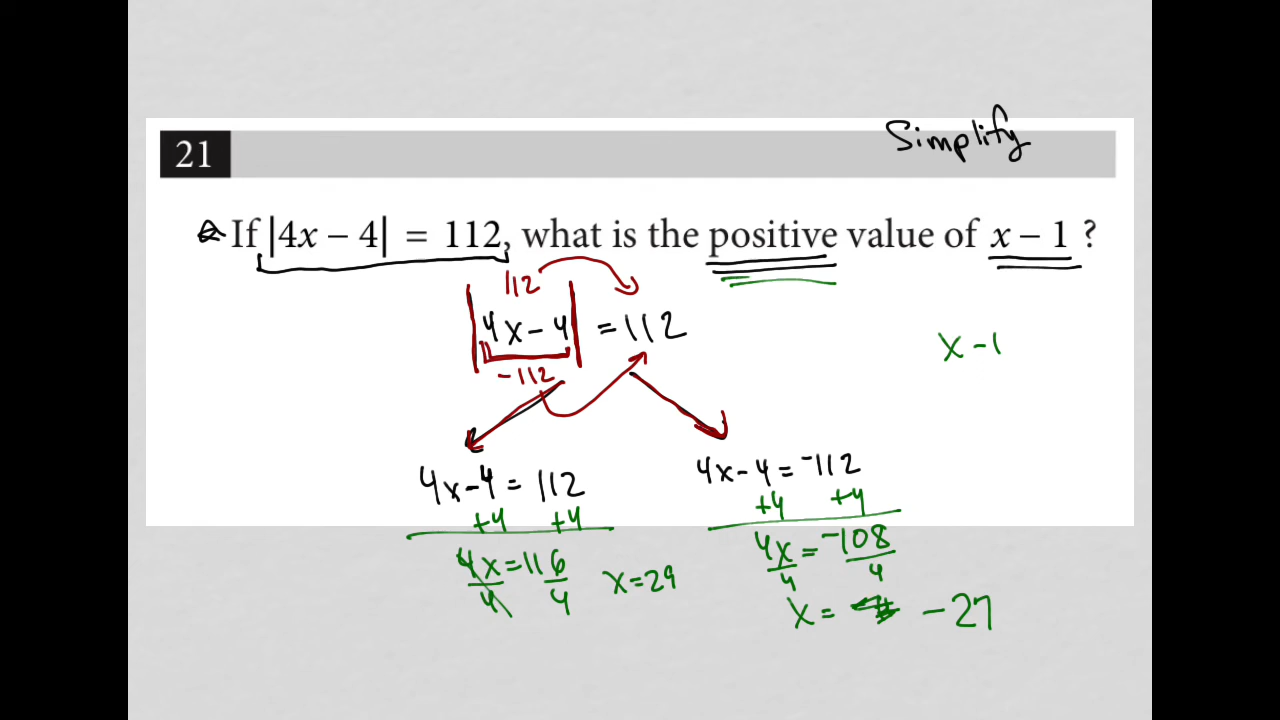 Simplify
21
If |4x − 4| = 112, what is the positive value of x − 1 ?
112
|4x − 4| = 112
x − 1
−112
4x − 4 = 112
4x − 4 = −112
+4 +4
+4 +4
4x/4 = 116/4 x = 29
4x/4 = −108/4
x = −27